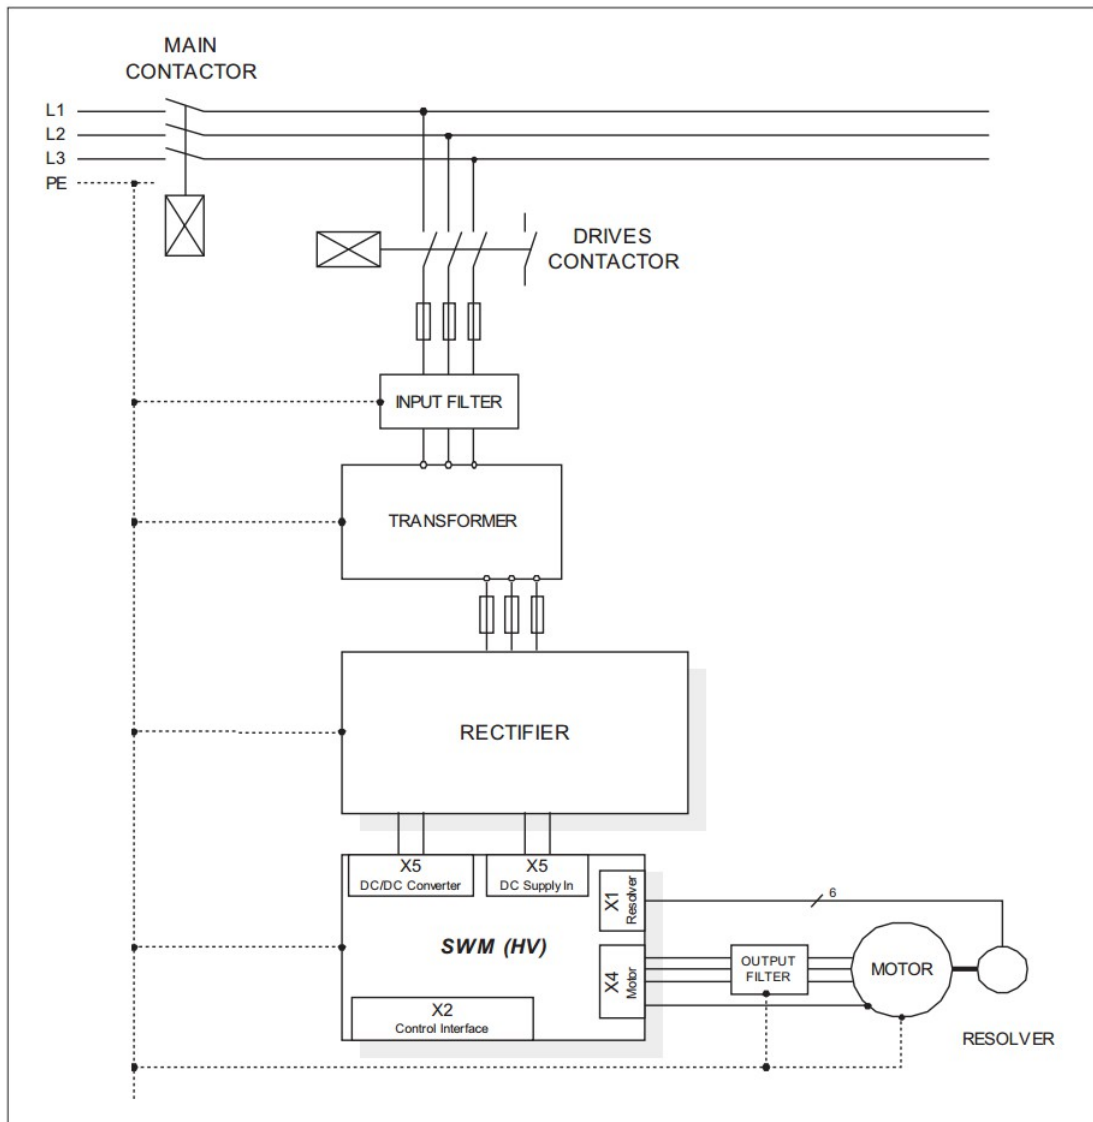 MAIN
CONTACTOR
L1
L2
L3
PE
DRIVES
CONTACTOR
INPUT FILTER
TRANSFORMER
RECTIFIER
X5
DC/DC Converter
X5
DC Supply In
X1
Resolver
6
SWM (HV)
X4
Motor
OUTPUT
FILTER
MOTOR
X2
Control Interface
RESOLVER